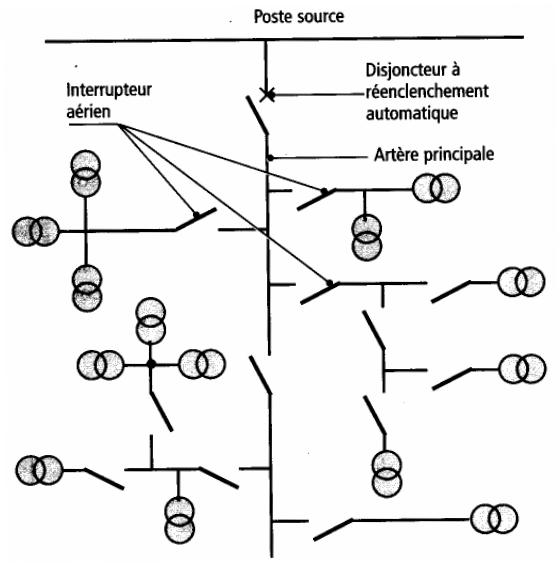 Poste source
Interrupteur
aérien
Disjoncteur à
réenclenchement
automatique
Artère principale